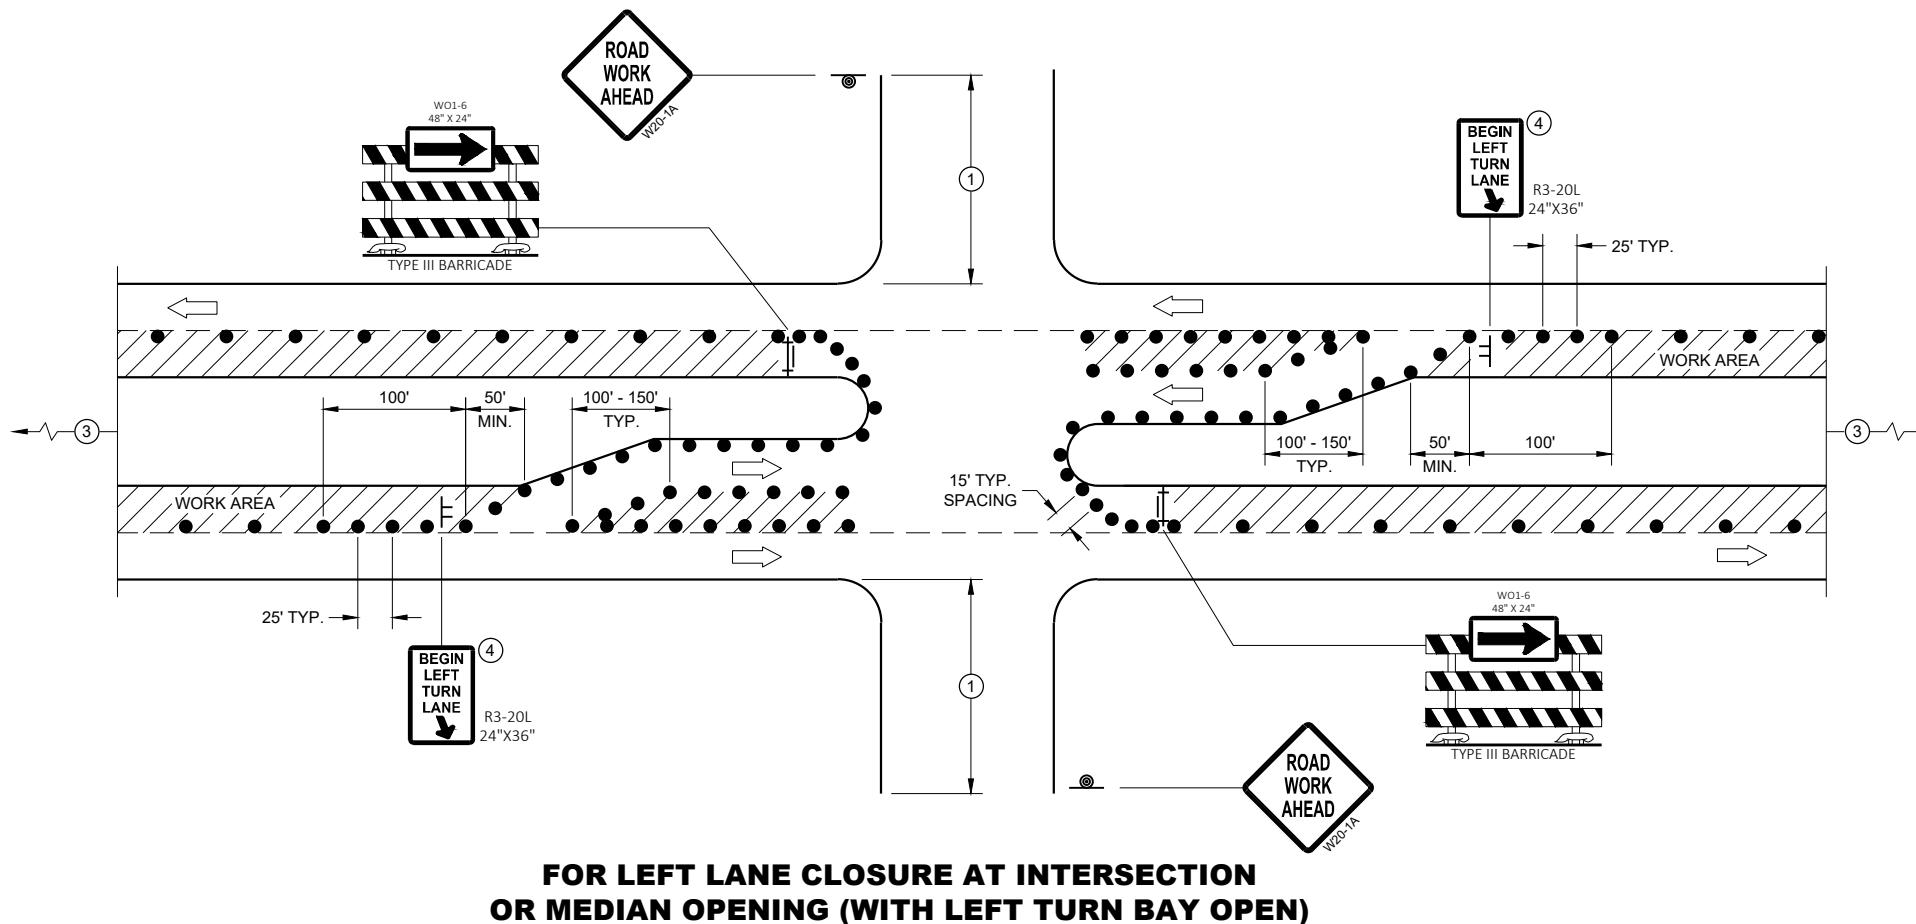 ROAD
WORK
AHEAD
W20-1A
WO1-6
48" X 24"
TYPE III BARRICADE
1
BEGIN
LEFT
TURN
LANE
4
R3-20L
24"X36"
25' TYP.
WORK AREA
100'
50'
MIN.
100' - 150'
TYP.
3
3
100' - 150'
TYP.
50'
MIN.
100'
15' TYP.
SPACING
WORK AREA
25' TYP.
BEGIN
LEFT
TURN
LANE
4
R3-20L
24"X36"
1
WO1-6
48" X 24"
TYPE III BARRICADE
ROAD
WORK
AHEAD
W20-1A
FOR LEFT LANE CLOSURE AT INTERSECTION
OR MEDIAN OPENING (WITH LEFT TURN BAY OPEN)